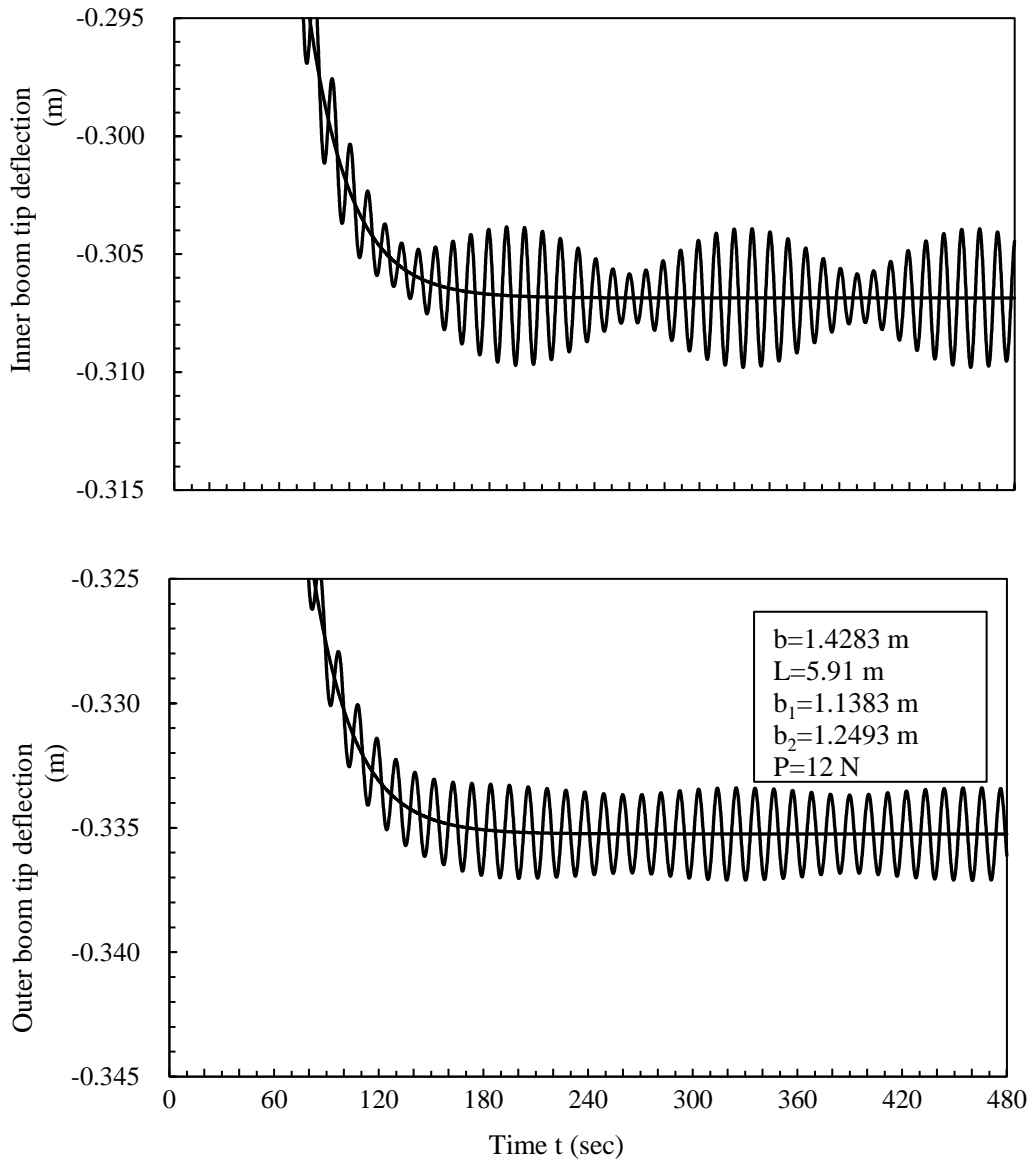 Inner boom tip deflection
(m)
-0.295
-0.300
-0.305
-0.310
-0.315
Outer boom tip deflection
(m)
-0.325
-0.330
-0.335
-0.340
-0.345
b=1.4283 m
L=5.91 m
b₁=1.1383 m
b₂=1.2493 m
P=12 N
0 60 120 180 240 300 360 420 480
Time t (sec)